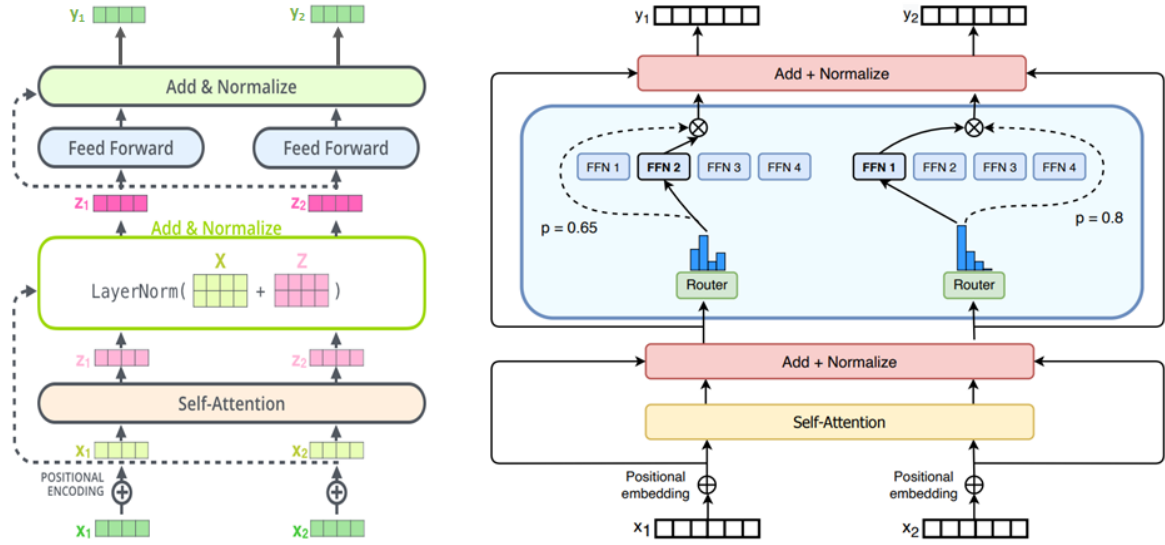 y₁
y₂
Add & Normalize
Feed Forward
Feed Forward
z₁
z₂
Add & Normalize
X
Z
LayerNorm( + )
z₁
z₂
Self-Attention
x₁
x₂
POSITIONAL
ENCODING
x₁
x₂
y₁
y₂
Add + Normalize
FFN 1
FFN 2
FFN 3
FFN 4
FFN 1
FFN 2
FFN 3
FFN 4
p = 0.65
p = 0.8
Router
Router
Add + Normalize
Self-Attention
Positional
embedding
Positional
embedding
x₁
x₂